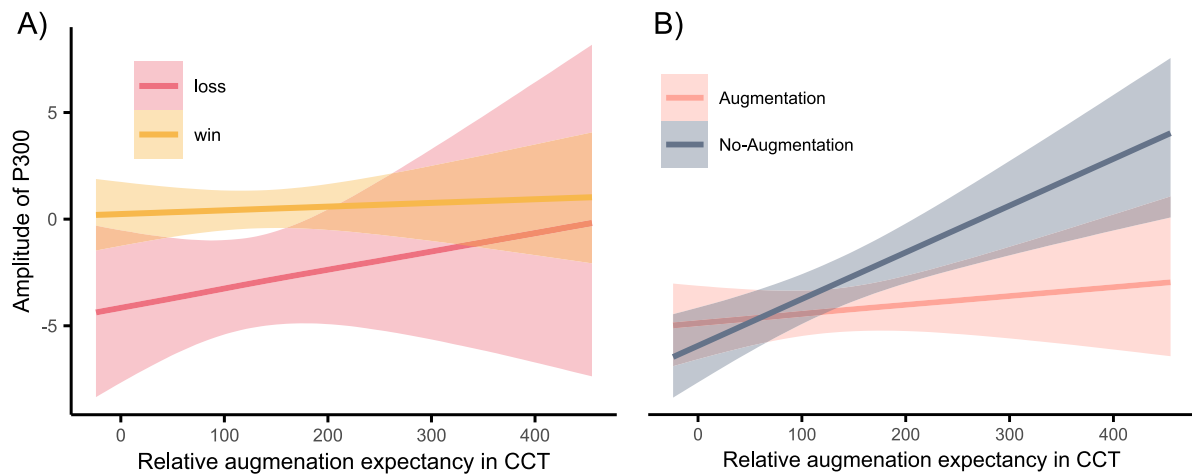 A)
loss
win
5
0
-5
Amplitude of P300
0 100 200 300 400
Relative augmenation expectancy in CCT
B)
Augmentation
No-Augmentation
0 100 200 300 400
Relative augmenation expectancy in CCT